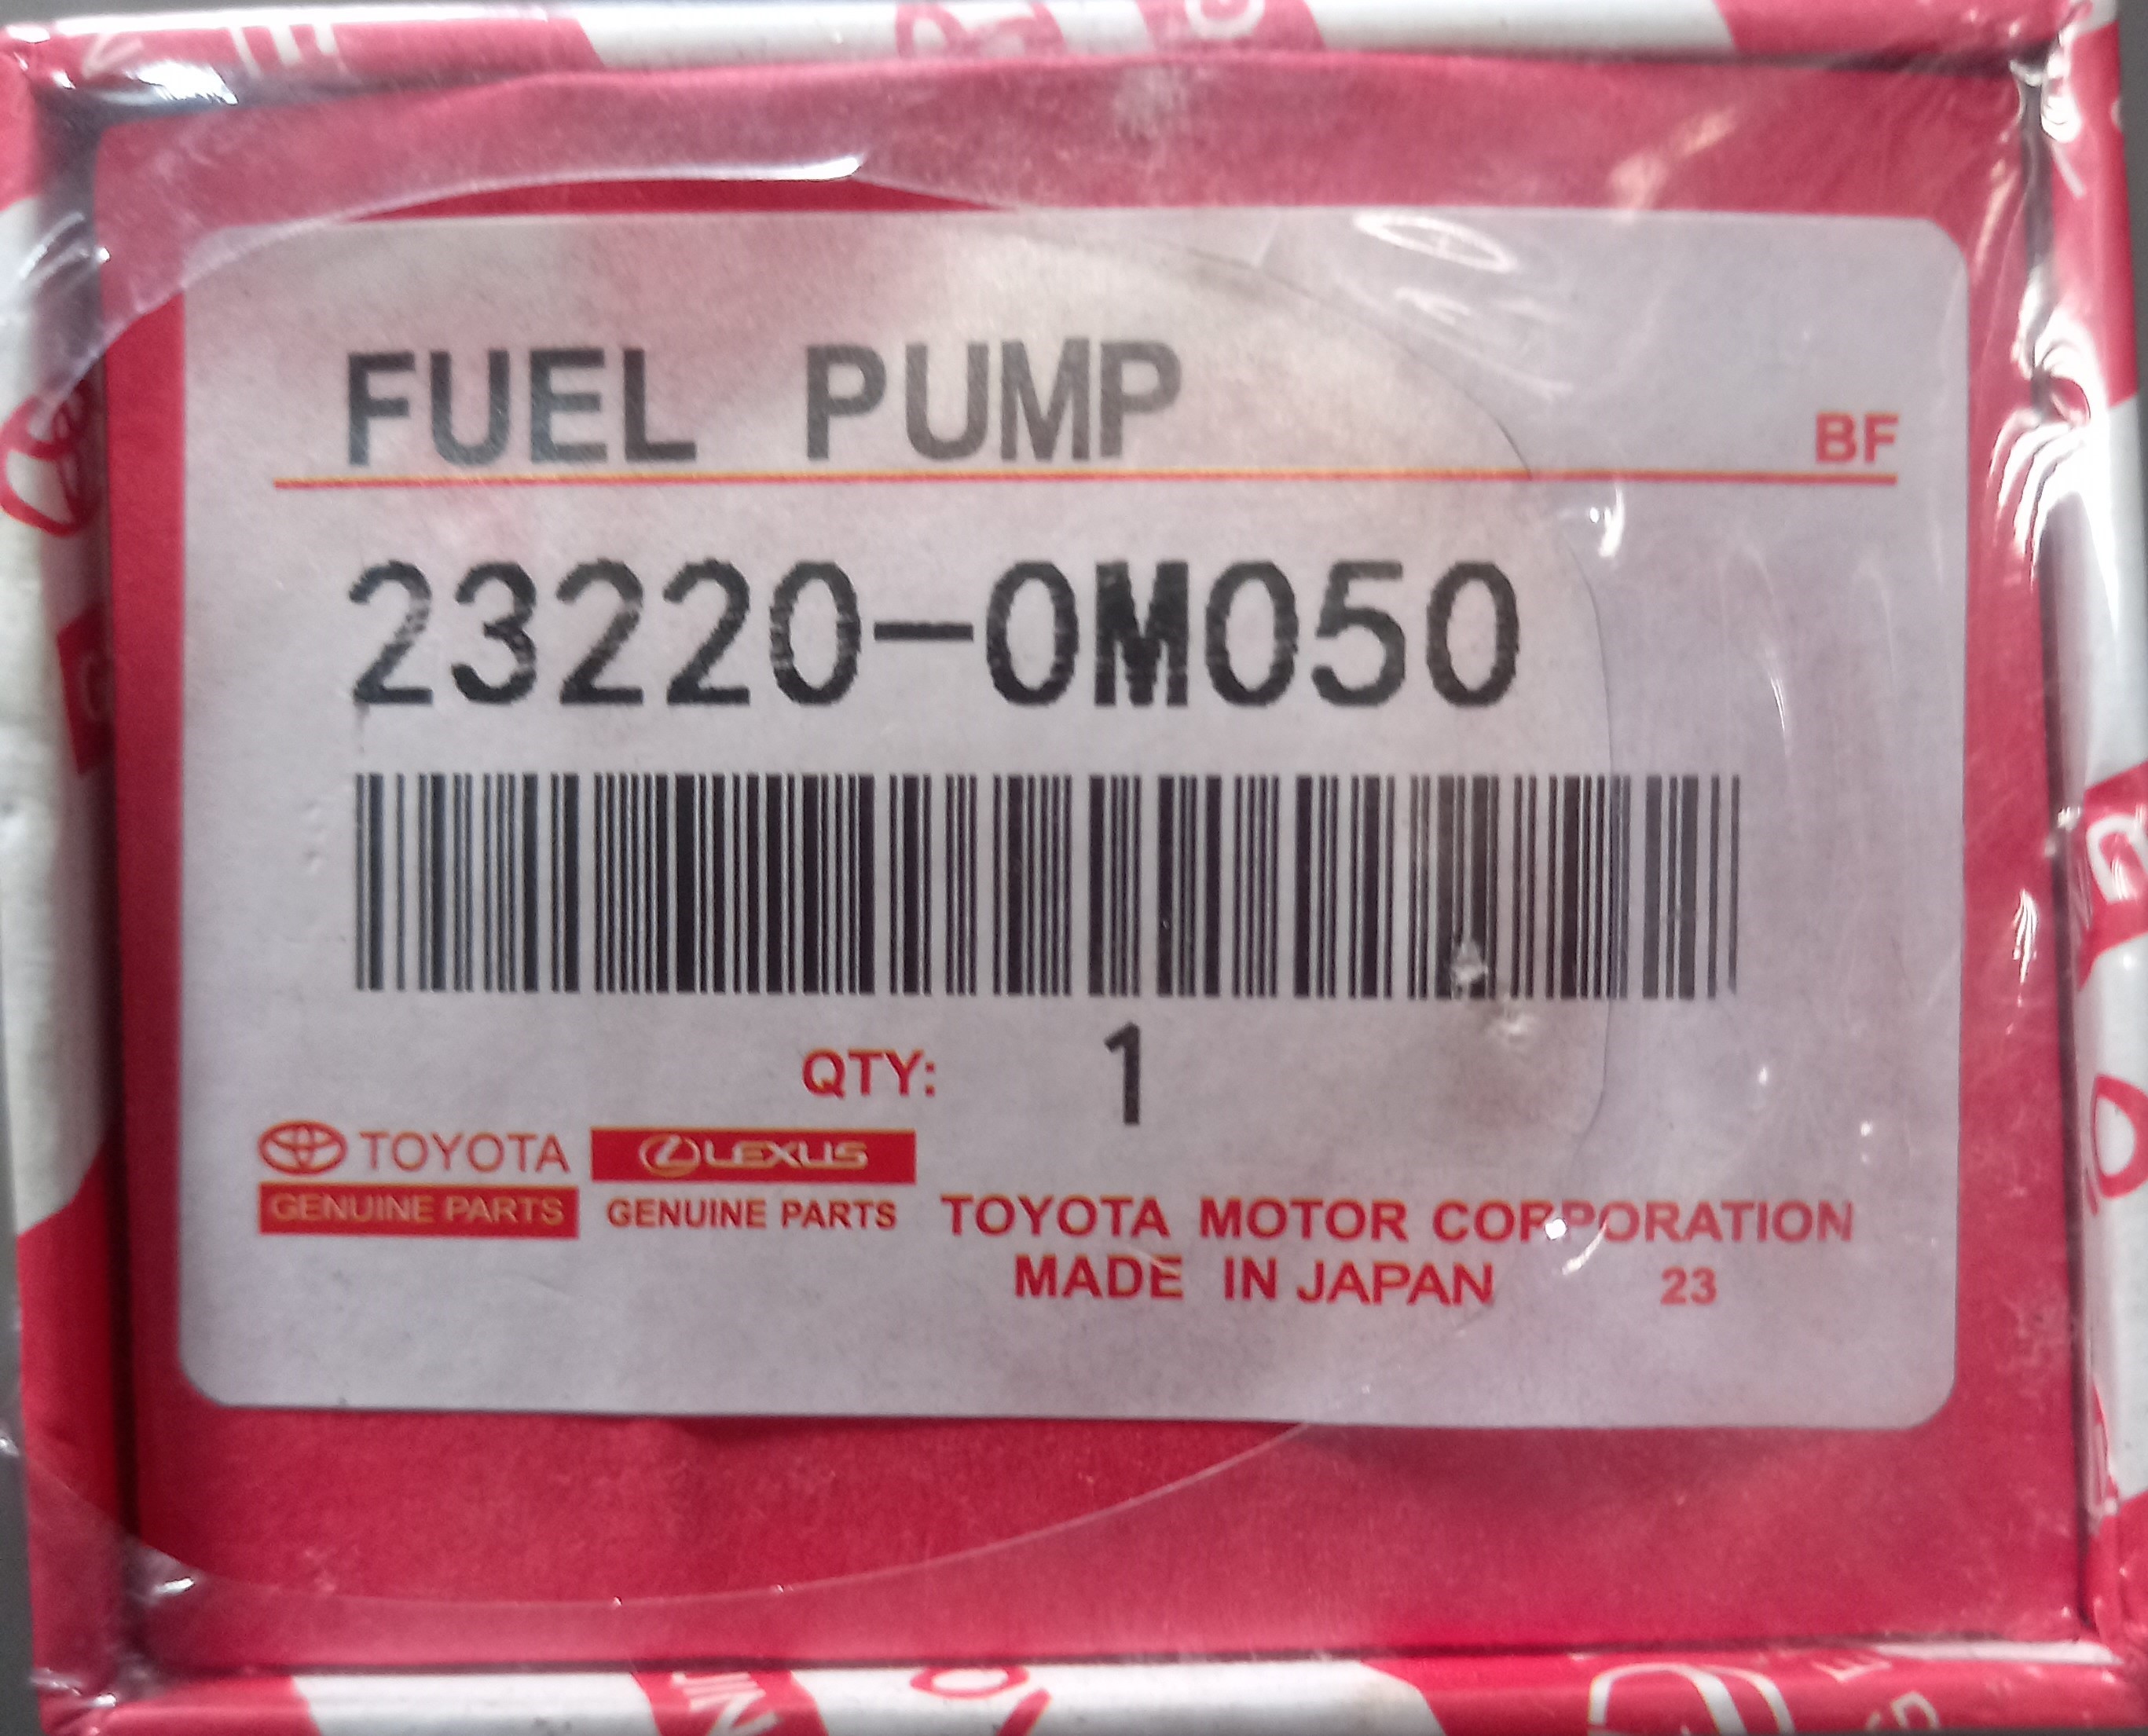 FUEL PUMP
BF
23220-0M050
QTY: 1
TOYOTA
GENUINE PARTS
LEXUS
GENUINE PARTS
TOYOTA MOTOR CORPORATION
MADE IN JAPAN 23